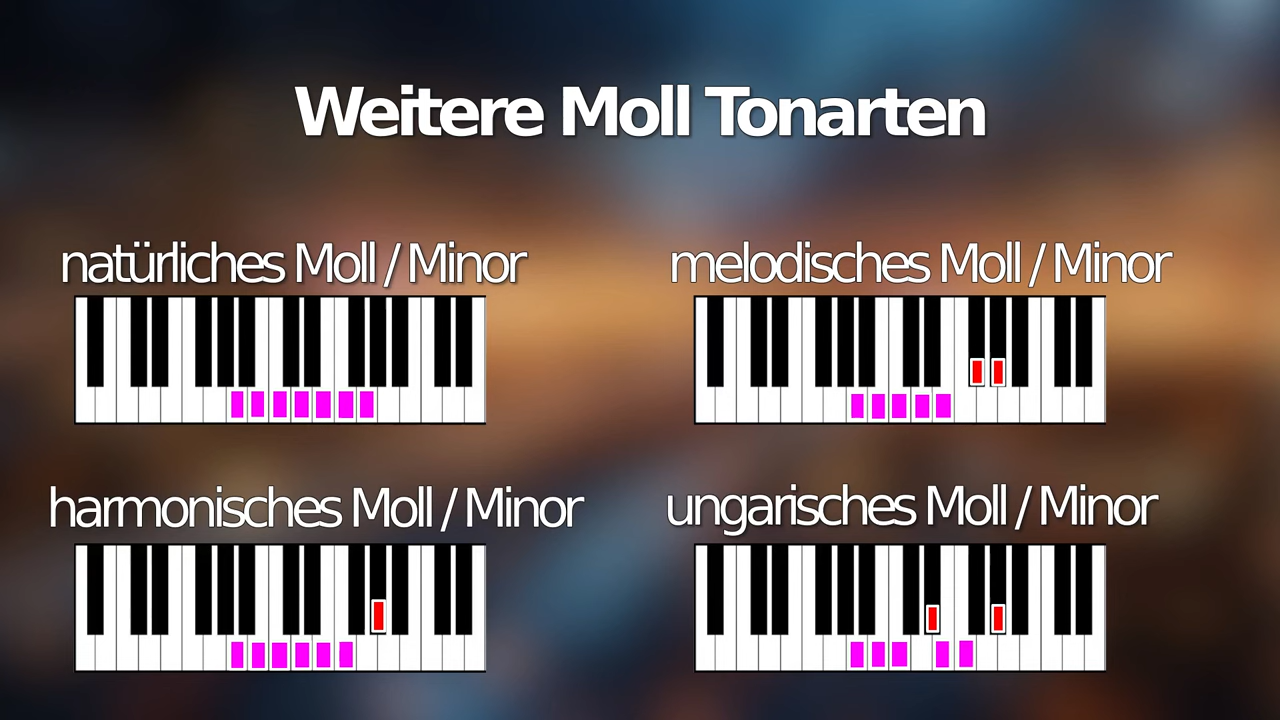 Weitere Moll Tonarten
natürliches Moll / Minor
melodisches Moll / Minor
harmonisches Moll / Minor
ungarisches Moll / Minor